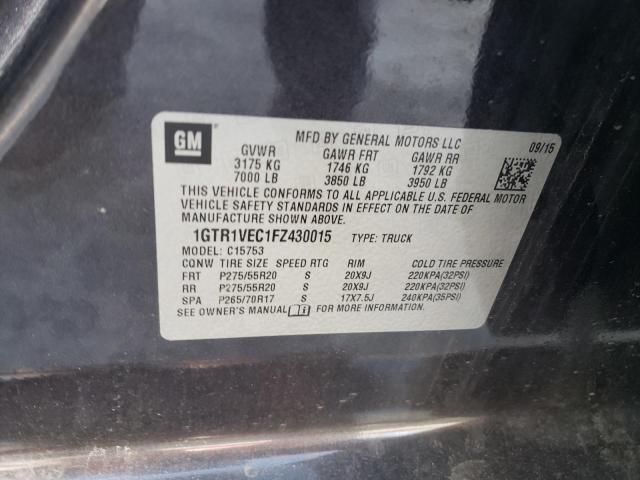 GM
MFD BY GENERAL MOTORS LLC 09/15
GVWR GAWR FRT GAWR RR
3175 KG 1746 KG 1792 KG
7000 LB 3850 LB 3950 LB
THIS VEHICLE CONFORMS TO ALL APPLICABLE U.S. FEDERAL MOTOR
VEHICLE SAFETY STANDARDS IN EFFECT ON THE DATE OF
MANUFACTURE SHOWN ABOVE.
1GTR1VEC1FZ430015 TYPE: TRUCK
MODEL: C15753
CQNW TIRE SIZE SPEED RTG RIM COLD TIRE PRESSURE
FRT P275/55R20 S 20X9J 220KPA(32PSI)
RR P275/55R20 S 20X9J 220KPA(32PSI)
SPA P265/70R17 S 17X7.5J 240KPA(35PSI)
SEE OWNER'S MANUAL FOR MORE INFORMATION.